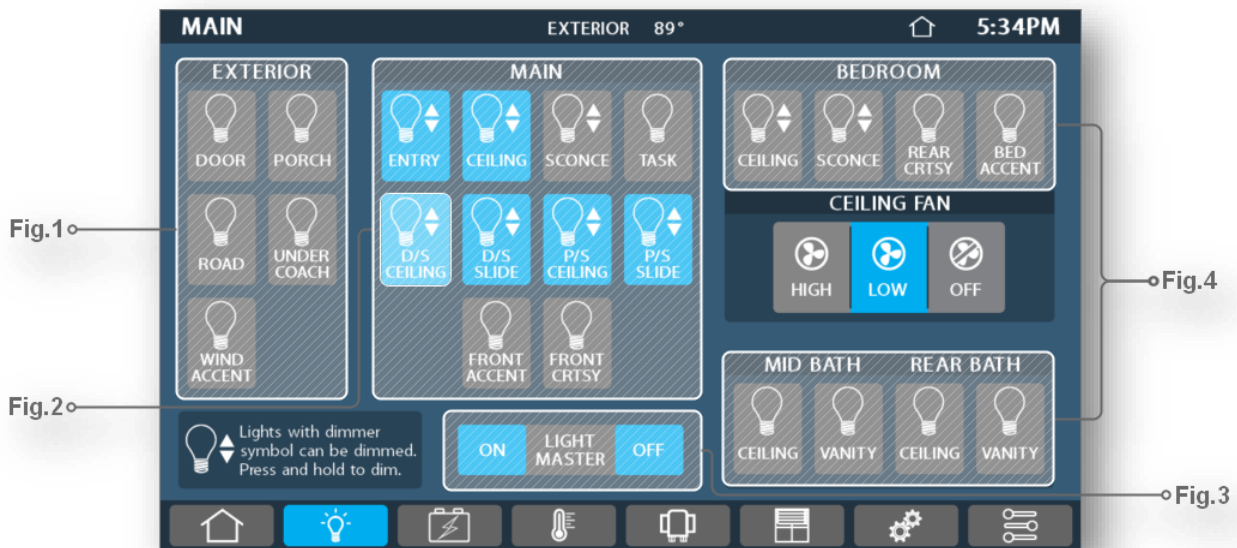 MAIN
EXTERIOR 89°
5:34PM
EXTERIOR
DOOR
PORCH
ROAD
UNDER
COACH
WIND
ACCENT
MAIN
ENTRY
CEILING
SCONCE
TASK
D/S
CEILING
D/S
SLIDE
P/S
CEILING
P/S
SLIDE
FRONT
ACCENT
FRONT
CRTSY
BEDROOM
CEILING
SCONCE
REAR
CRTSY
BED
ACCENT
CEILING FAN
HIGH
LOW
OFF
MID BATH
REAR BATH
CEILING
VANITY
CEILING
VANITY
Lights with dimmer
symbol can be dimmed.
Press and hold to dim.
ON
LIGHT
MASTER
OFF
Fig.1
Fig.2
Fig.4
Fig.3